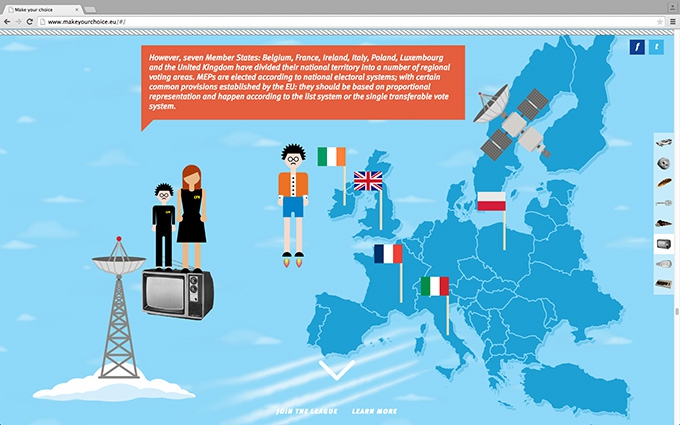 Make your choice
www.makeyourchoice.eu/#/
However, seven Member States: Belgium, France, Ireland, Italy, Poland, Luxembourg
and the United Kingdom have divided their national territory into a number of regional
voting areas. MEPs are elected according to national electoral systems; with certain
common provisions established by the EU: they should be based on proportional
representation and happen according to the list system or the single transferable vote
system.
f t
JOIN THE LEAGUE LEARN MORE